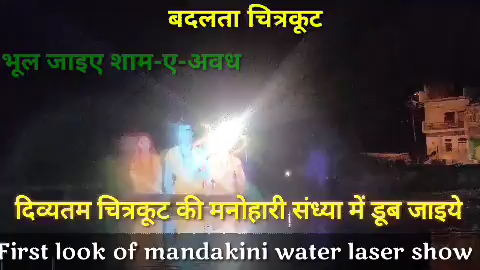 बदलता चित्रकूट
भूल जाइए शाम-ए-अवध
दिव्यतम चित्रकूट की मनोहारी संध्या में डूब जाइये
First look of mandakini water laser show